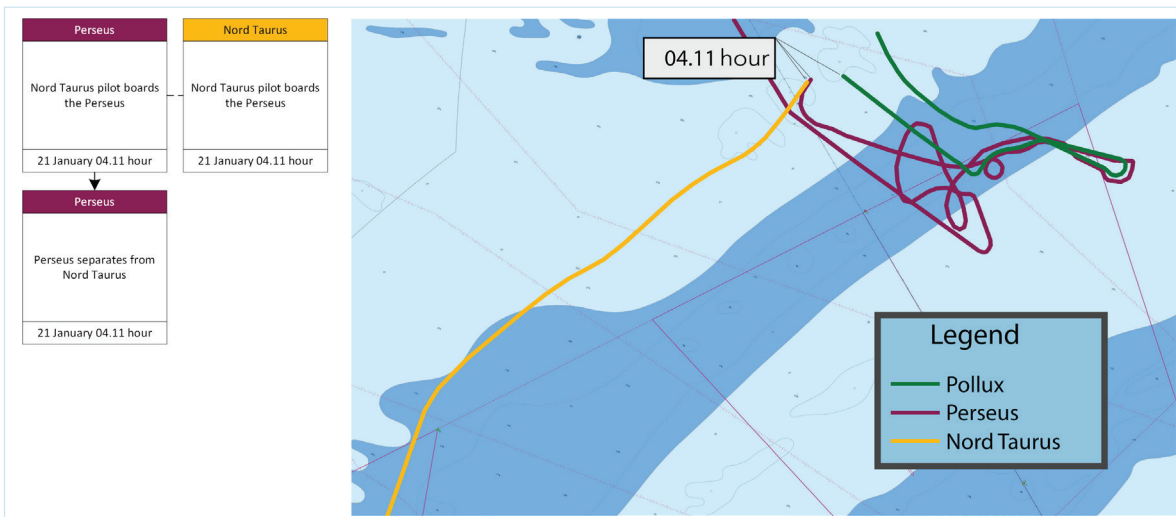 Perseus
Nord Taurus pilot boards
the Perseus
21 January 04.11 hour
Nord Taurus
Nord Taurus pilot boards
the Perseus
21 January 04.11 hour
Perseus
Perseus separates from
Nord Taurus
21 January 04.11 hour
04.11 hour
Legend
Pollux
Perseus
Nord Taurus